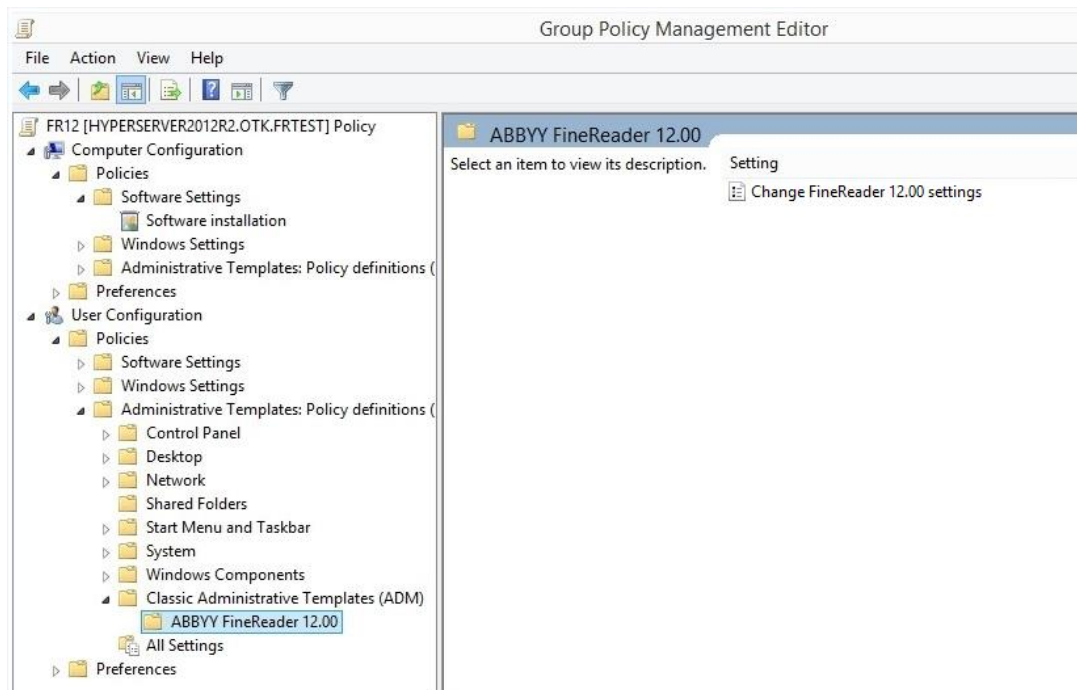 Group Policy Management Editor
File Action View Help
FR12 [HYPERSERVER2012R2.OTK.FRTEST] Policy
Computer Configuration
Policies
Software Settings
Software installation
Windows Settings
Administrative Templates: Policy definitions (
Preferences
User Configuration
Policies
Software Settings
Windows Settings
Administrative Templates: Policy definitions (
Control Panel
Desktop
Network
Shared Folders
Start Menu and Taskbar
System
Windows Components
Classic Administrative Templates (ADM)
ABBYY FineReader 12.00
All Settings
Preferences
ABBYY FineReader 12.00
Select an item to view its description.
Setting
Change FineReader 12.00 settings